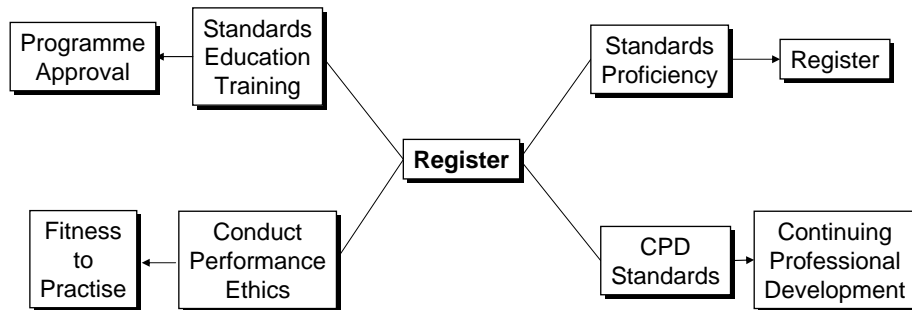 Programme
Approval
Standards
Education
Training
Standards
Proficiency
Register
Register
Fitness
to
Practise
Conduct
Performance
Ethics
CPD
Standards
Continuing
Professional
Development